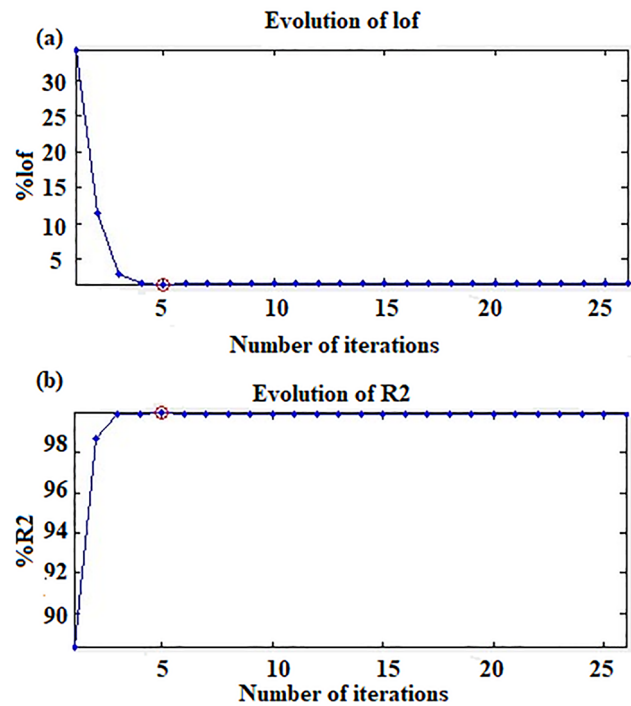 (a)
Evolution of lof
30
25
20
15
10
5
%lof
5 10 15 20 25
Number of iterations
(b)
Evolution of R2
98
96
94
92
90
%R2
5 10 15 20 25
Number of iterations